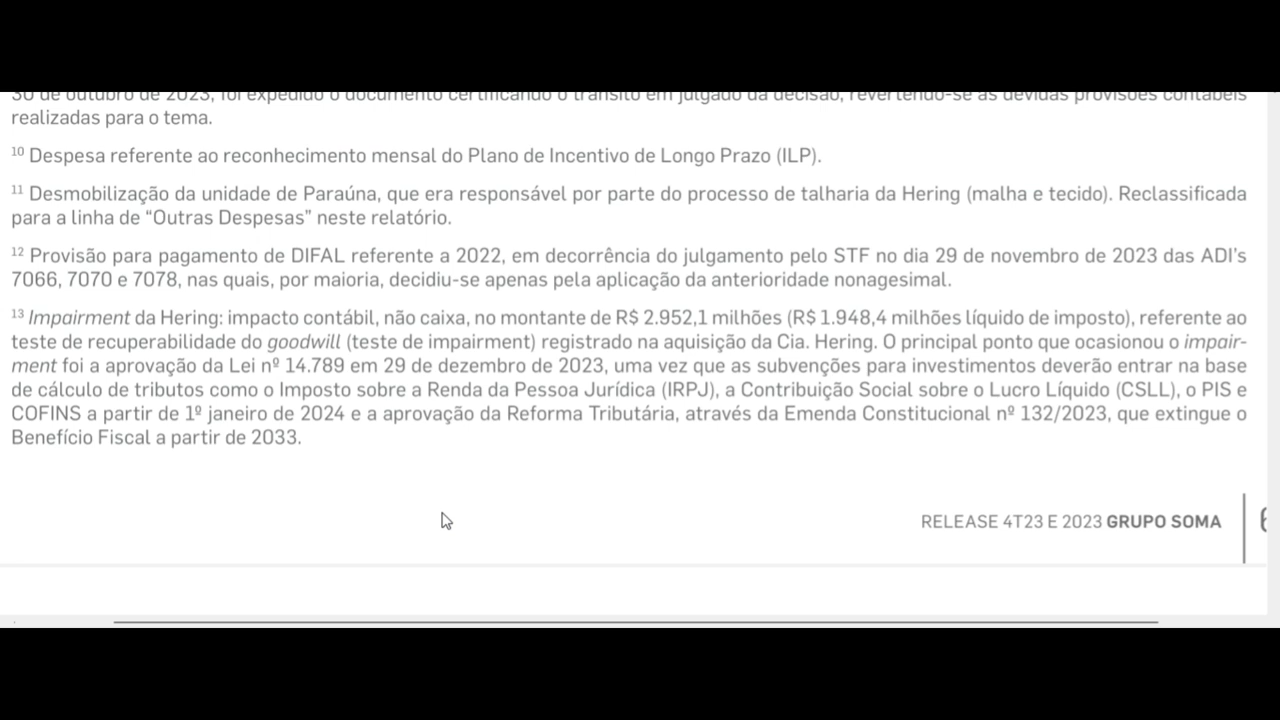 30 de outubro de 2023, foi expedido o documento certificando o trânsito em julgado da decisão, revertendo-se as devidas provisões contábeis
realizadas para o tema.
10 Despesa referente ao reconhecimento mensal do Plano de Incentivo de Longo Prazo (ILP).
11 Desmobilização da unidade de Paraúna, que era responsável por parte do processo de talharia da Hering (malha e tecido). Reclassificada
para a linha de “Outras Despesas” neste relatório.
12 Provisão para pagamento de DIFAL referente a 2022, em decorrência do julgamento pelo STF no dia 29 de novembro de 2023 das ADI’s
7066, 7070 e 7078, nas quais, por maioria, decidiu-se apenas pela aplicação da anterioridade nonagesimal.
13 Impairment da Hering: impacto contábil, não caixa, no montante de R$ 2.952,1 milhões (R$ 1.948,4 milhões líquido de imposto), referente ao
teste de recuperabilidade do goodwill (teste de impairment) registrado na aquisição da Cia. Hering. O principal ponto que ocasionou o impair-
ment foi a aprovação da Lei nº 14.789 em 29 de dezembro de 2023, uma vez que as subvenções para investimentos deverão entrar na base
de cálculo de tributos como o Imposto sobre a Renda da Pessoa Jurídica (IRPJ), a Contribuição Social sobre o Lucro Líquido (CSLL), o PIS e
COFINS a partir de 1º janeiro de 2024 e a aprovação da Reforma Tributária, através da Emenda Constitucional nº 132/2023, que extingue o
Benefício Fiscal a partir de 2033.
RELEASE 4T23 E 2023 GRUPO SOMA